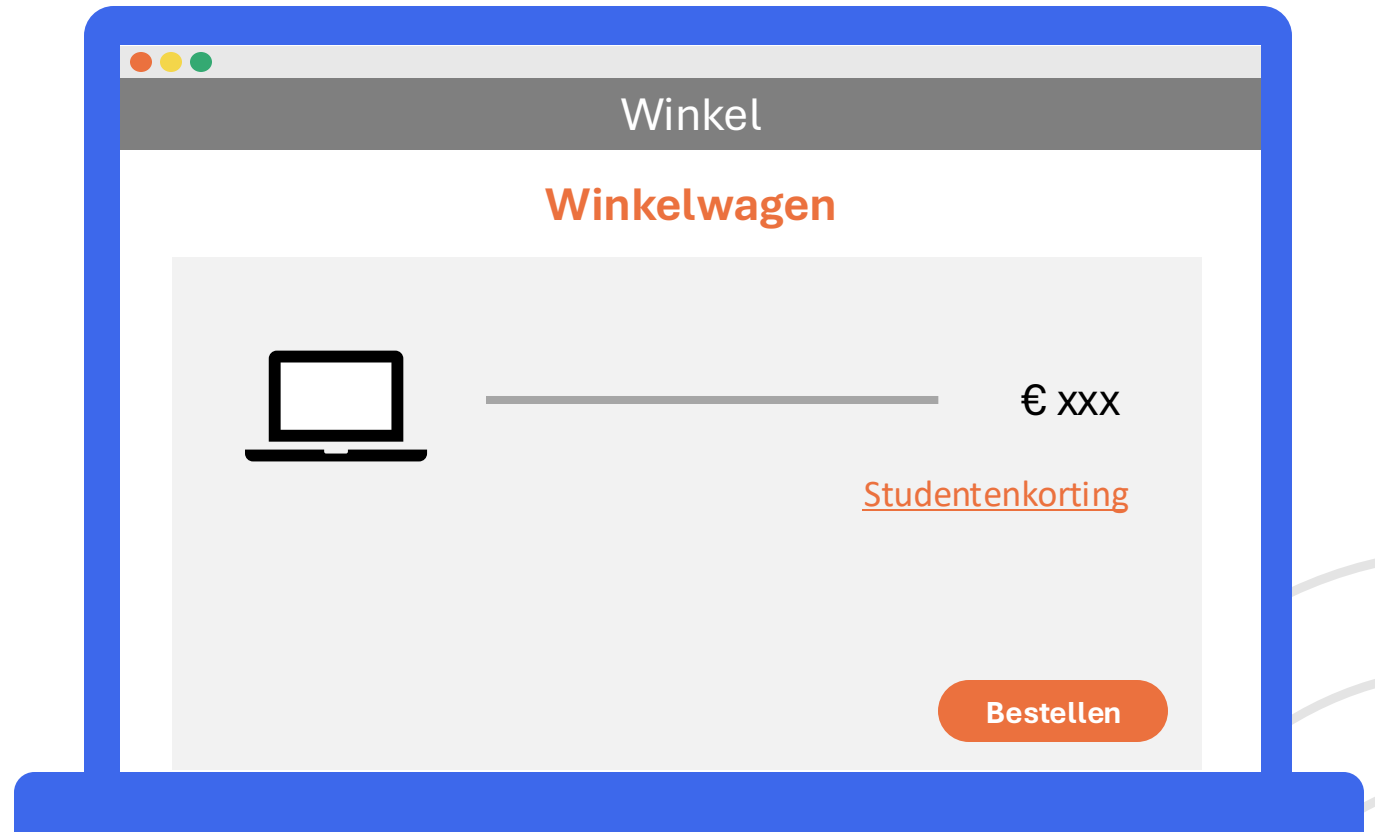 Winkel
Winkelwagen
€ xxx
Studentenkorting
Bestellen